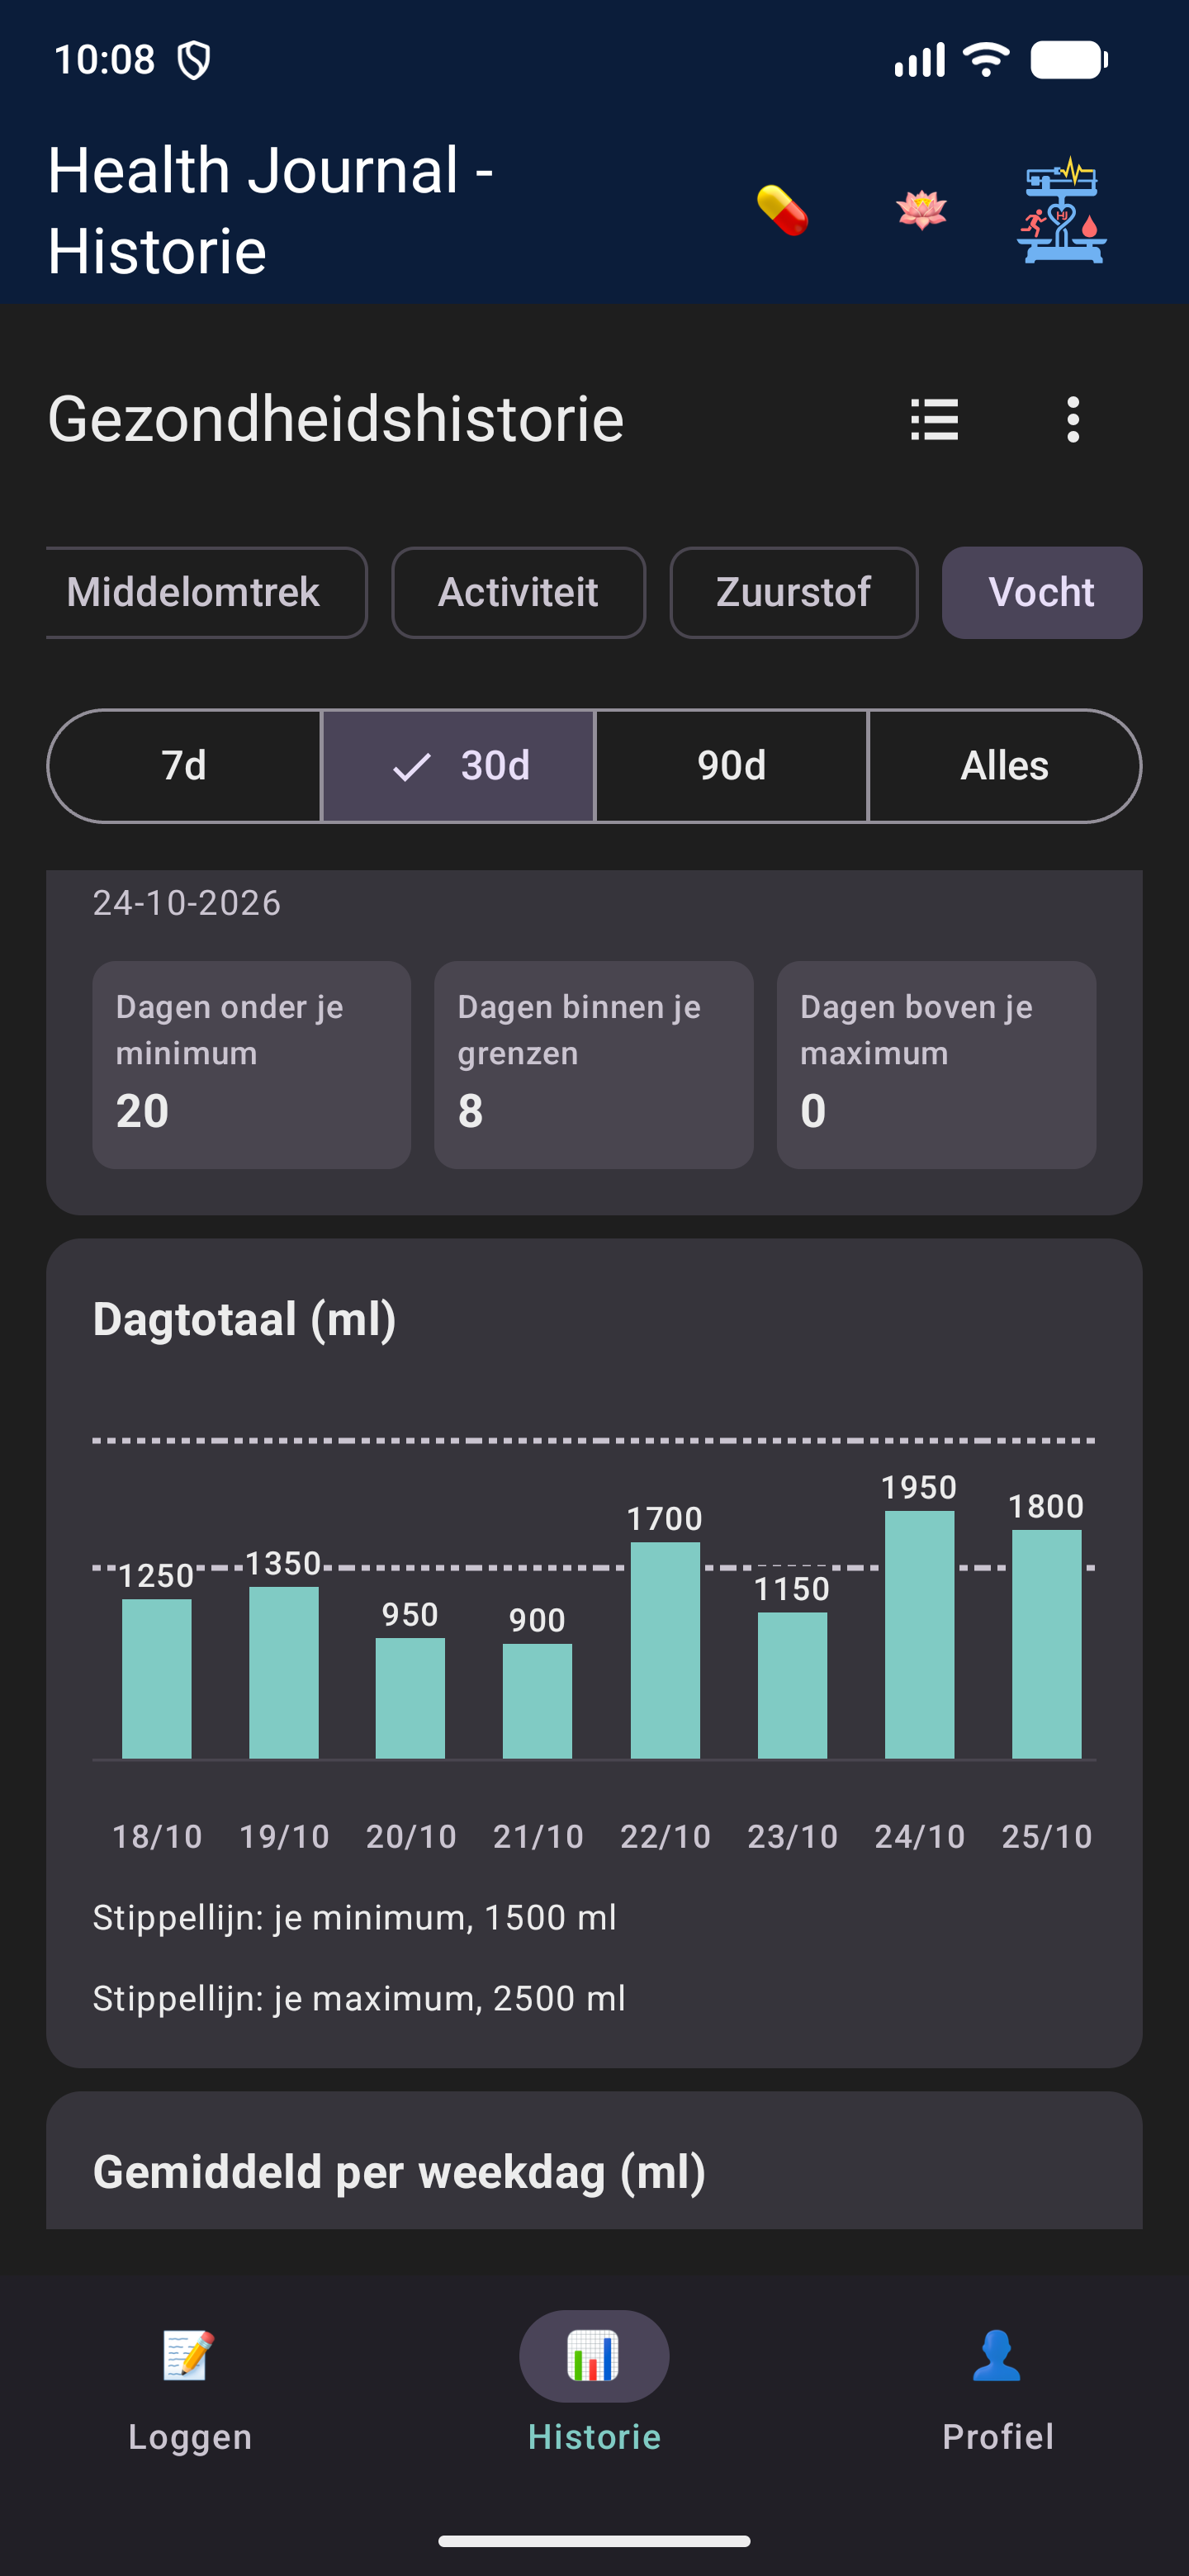 10:08
Health Journal -
Historie
HJ
Gezondheidshistorie
Middelomtrek
Activiteit
Zuurstof
Vocht
7d
30d
90d
Alles
24-10-2026
Dagen onder je
minimum
20
Dagen binnen je
grenzen
8
Dagen boven je
maximum
0
Dagtotaal (ml)
1250
1350
950
900
1700
1150
1950
1800
18/10
19/10
20/10
21/10
22/10
23/10
24/10
25/10
Stippellijn: je minimum, 1500 ml
Stippellijn: je maximum, 2500 ml
Gemiddeld per weekdag (ml)
Loggen
Historie
Profiel